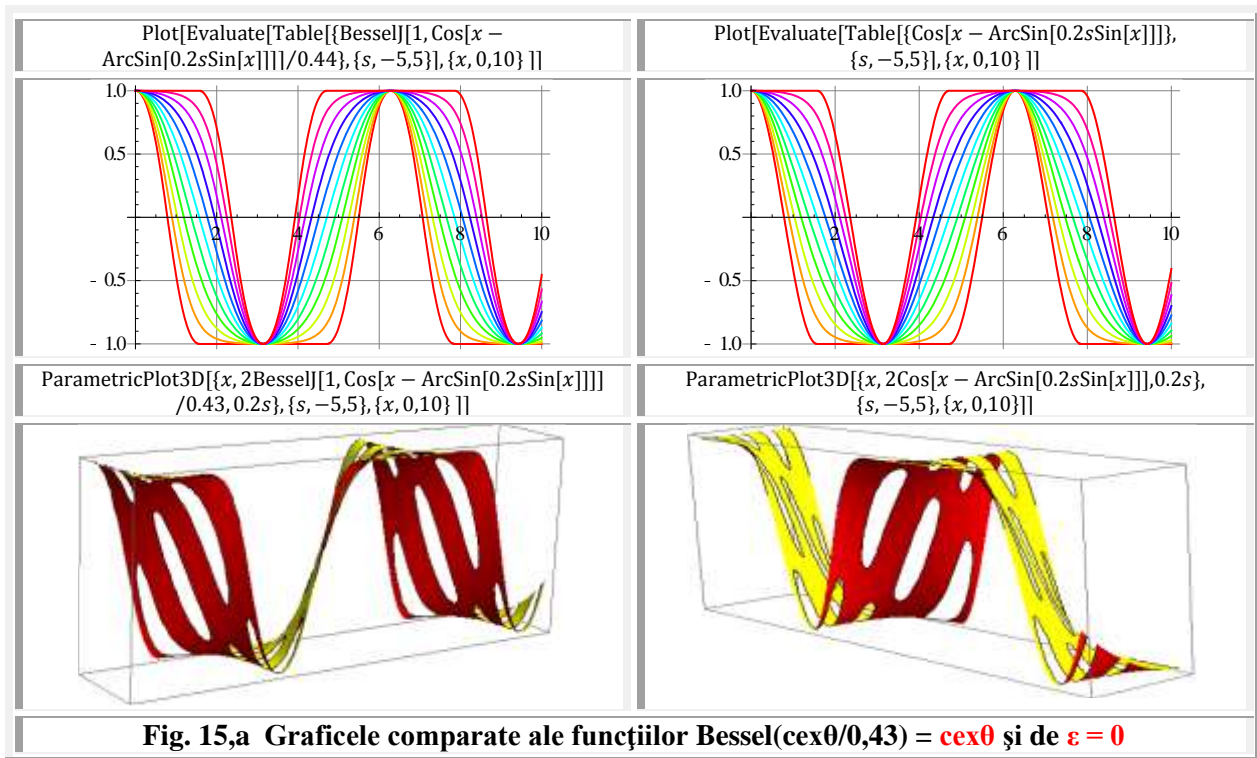 Plot[Evaluate[Table[{BesselJ[1, Cos[x −
ArcSin[0.2sSin[x]]]]/0.44}, {s, −5,5}], {x, 0,10} ]]
Plot[Evaluate[Table[{Cos[x − ArcSin[0.2sSin[x]]]},
{s, −5,5}], {x, 0,10} ]]
1.0
0.5
- 0.5
- 1.0
2
4
6
8
10
1.0
0.5
- 0.5
- 1.0
2
4
6
8
10
ParametricPlot3D[{x, 2BesselJ[1, Cos[x − ArcSin[0.2sSin[x]]]]
/0.43, 0.2s}, {s, −5,5}, {x, 0,10} ]]
ParametricPlot3D[{x, 2Cos[x − ArcSin[0.2sSin[x]]],0.2s},
{s, −5,5}, {x, 0,10}]]
Fig. 15,a Graficele comparate ale funcţiilor Bessel(cexθ/0,43) = cexθ şi de ε = 0